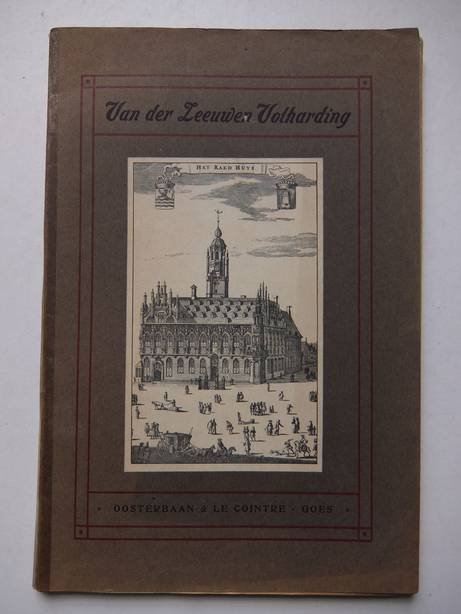 Van der Zeeuwen Volharding
HET RAED HUYS
OOSTERBAAN & LE COINTRE - GOES